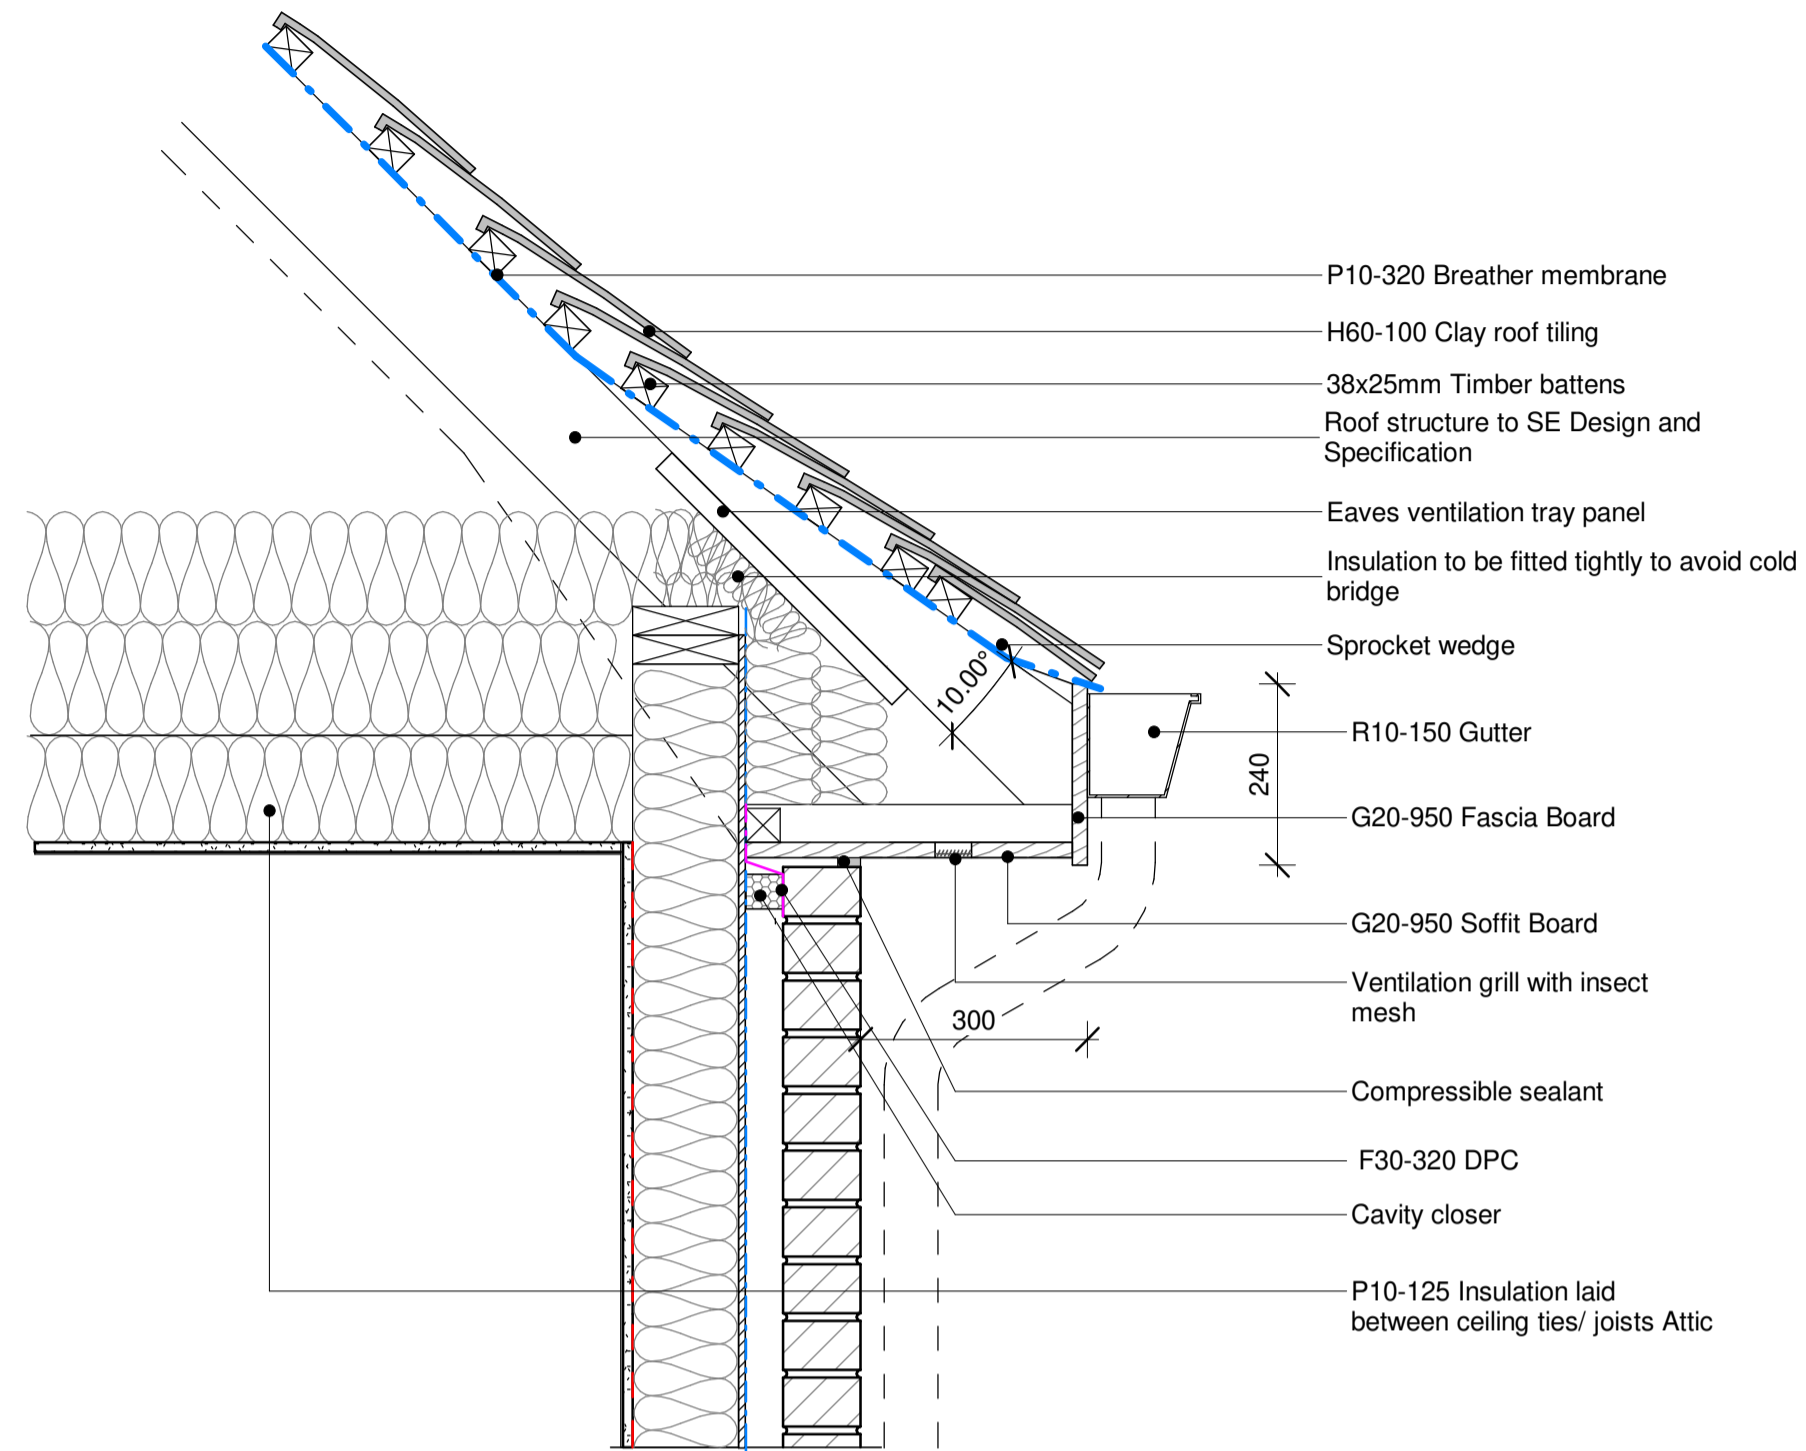 P10-320 Breather membrane
H60-100 Clay roof tiling
38x25mm Timber battens
Roof structure to SE Design and
Specification
Eaves ventilation tray panel
Insulation to be fitted tightly to avoid cold
bridge
Sprocket wedge
10.00°
R10-150 Gutter
240
G20-950 Fascia Board
G20-950 Soffit Board
Ventilation grill with insect
mesh
300
Compressible sealant
F30-320 DPC
Cavity closer
P10-125 Insulation laid
between ceiling ties/ joists Attic